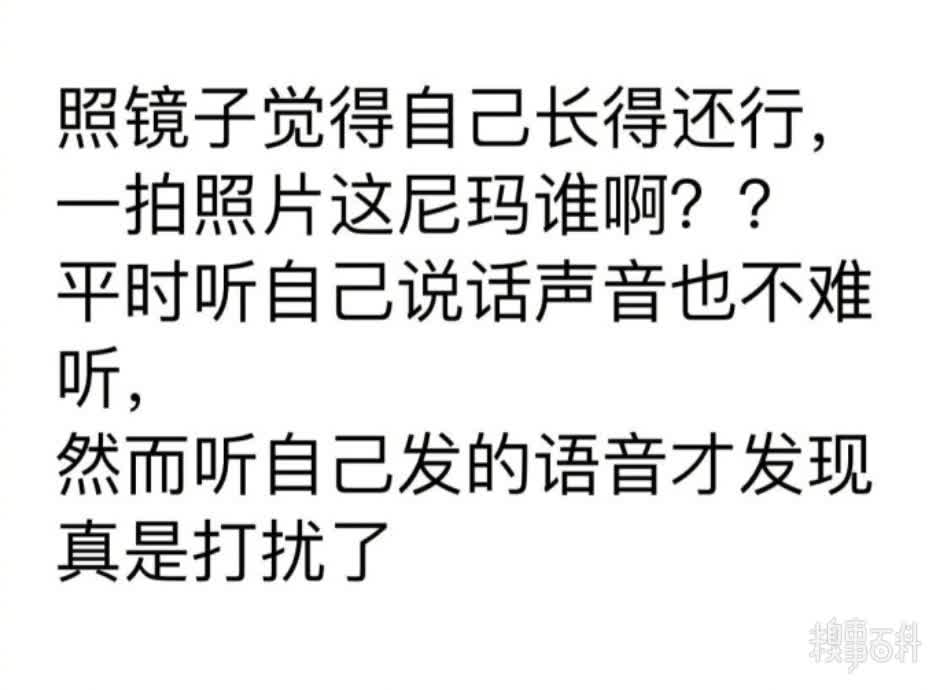 照镜子觉得自己长得还行，
一拍照片这尼玛谁啊？？
平时听自己说话声音也不难
听，
然而听自己发的语音才发现
真是打扰了
糗事百科